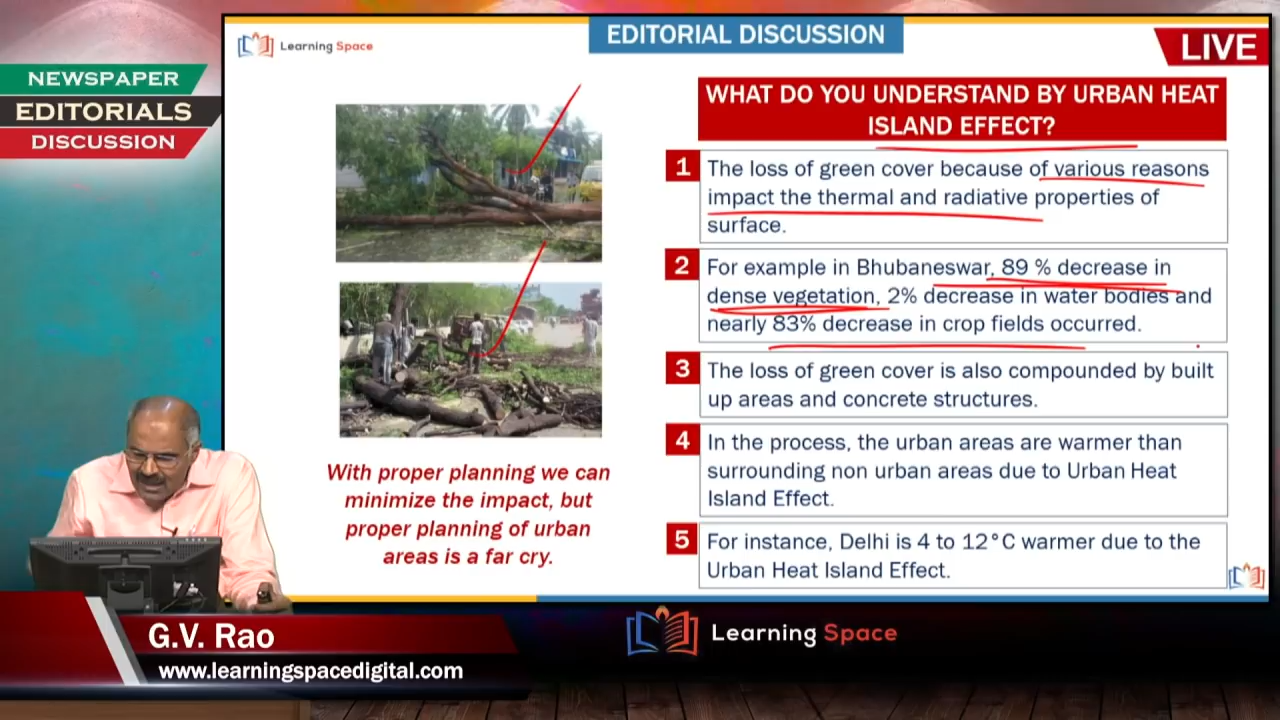 EDITORIAL DISCUSSION
Learning Space
LIVE
NEWSPAPER
EDITORIALS
DISCUSSION
WHAT DO YOU UNDERSTAND BY URBAN HEAT
ISLAND EFFECT?
1
The loss of green cover because of various reasons
impact the thermal and radiative properties of
surface.
2
For example in Bhubaneswar, 89 % decrease in
dense vegetation, 2% decrease in water bodies and
nearly 83% decrease in crop fields occurred.
3
The loss of green cover is also compounded by built
up areas and concrete structures.
4
In the process, the urban areas are warmer than
surrounding non urban areas due to Urban Heat
Island Effect.
5
For instance, Delhi is 4 to 12°C warmer due to the
Urban Heat Island Effect.
With proper planning we can
minimize the impact, but
proper planning of urban
areas is a far cry.
G.V. Rao
www.learningspacedigital.com
Learning Space